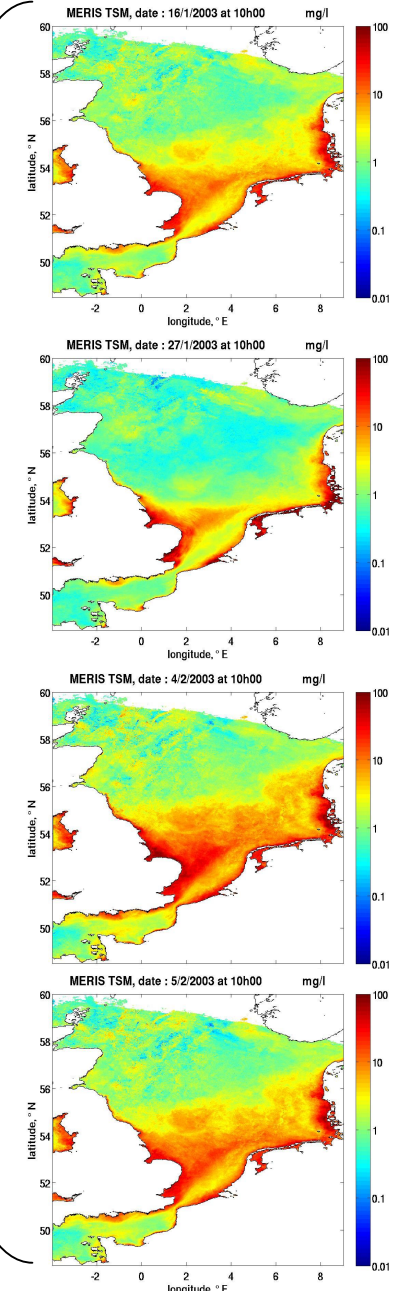 MERIS TSM, date : 16/1/2003 at 10h00 mg/l
60
58
56
54
52
50
latitude, ° N
-2 0 2 4 6 8
longitude, ° E
100
10
1
0.1
0.01
MERIS TSM, date : 27/1/2003 at 10h00 mg/l
60
58
56
54
52
50
latitude, ° N
-2 0 2 4 6 8
longitude, ° E
100
10
1
0.1
0.01
MERIS TSM, date : 4/2/2003 at 10h00 mg/l
60
58
56
54
52
50
latitude, ° N
-2 0 2 4 6 8
100
10
1
0.1
0.01
MERIS TSM, date : 5/2/2003 at 10h00 mg/l
60
58
56
54
52
50
latitude, ° N
-2 0 2 4 6 8
longitude, ° E
100
10
1
0.1
0.01